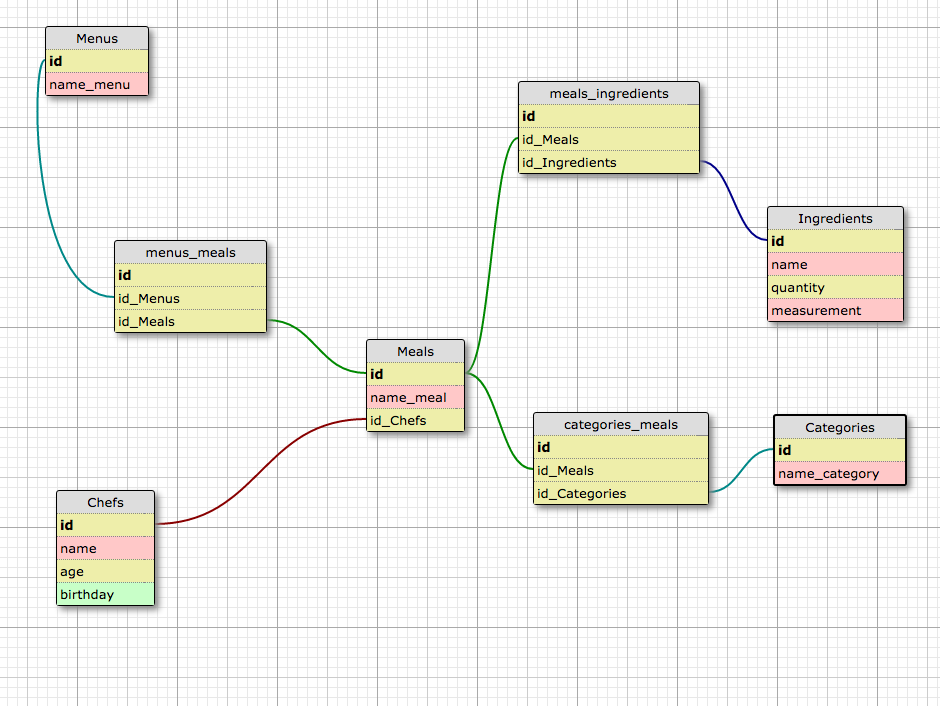 Menus
id
name_menu
meals_ingredients
id
id_Meals
id_Ingredients
Ingredients
id
name
quantity
measurement
menus_meals
id
id_Menus
id_Meals
Meals
id
name_meal
id_Chefs
categories_meals
id
id_Meals
id_Categories
Categories
id
name_category
Chefs
id
name
age
birthday